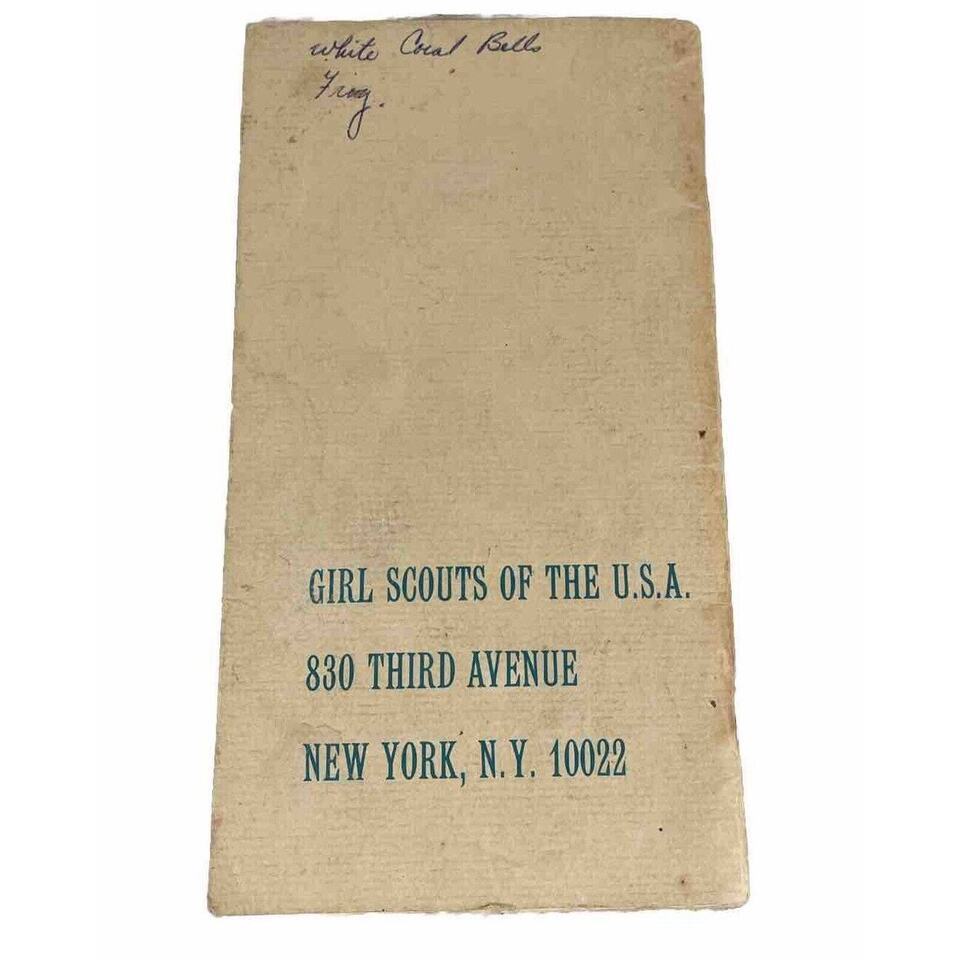 White Coral Bells
Frog.
GIRL SCOUTS OF THE U.S.A.
830 THIRD AVENUE
NEW YORK, N.Y. 10022